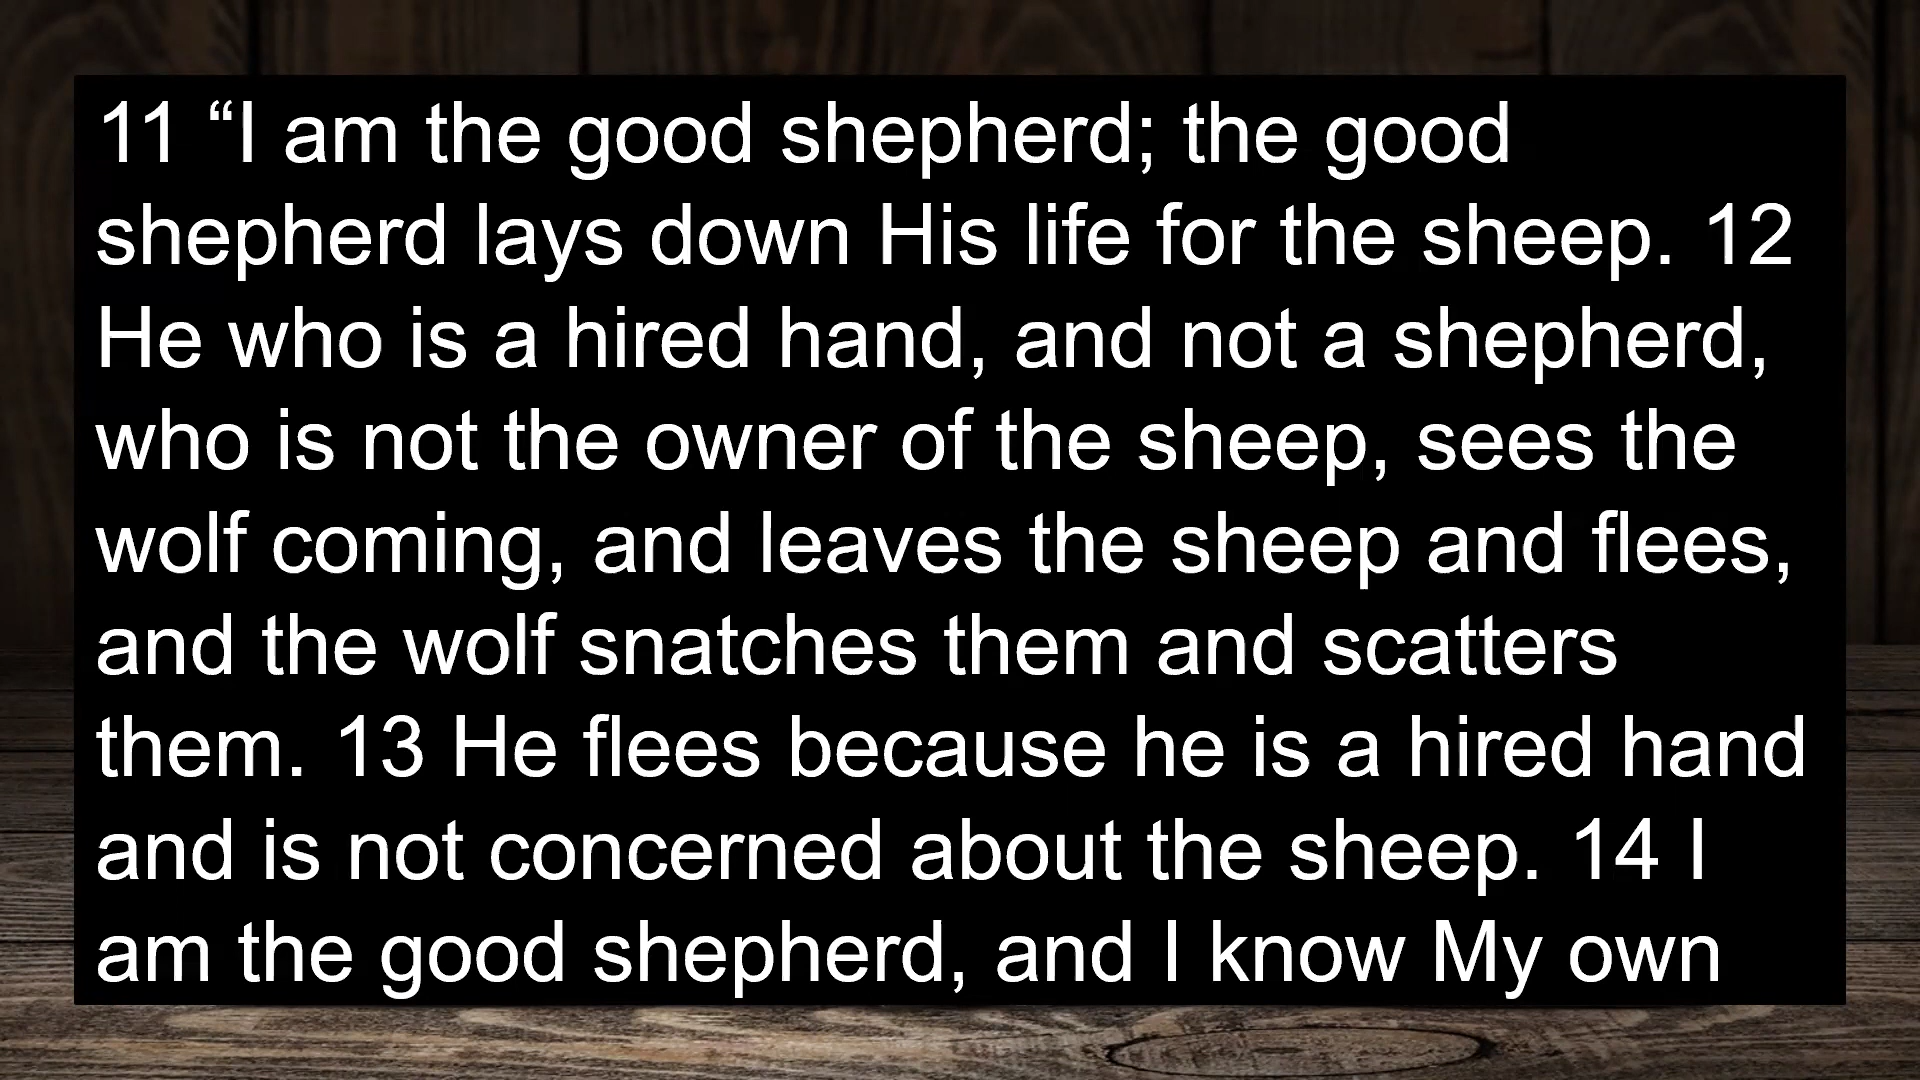 11 “I am the good shepherd; the good
shepherd lays down His life for the sheep. 12
He who is a hired hand, and not a shepherd,
who is not the owner of the sheep, sees the
wolf coming, and leaves the sheep and flees,
and the wolf snatches them and scatters
them. 13 He flees because he is a hired hand
and is not concerned about the sheep. 14 I
am the good shepherd, and I know My own